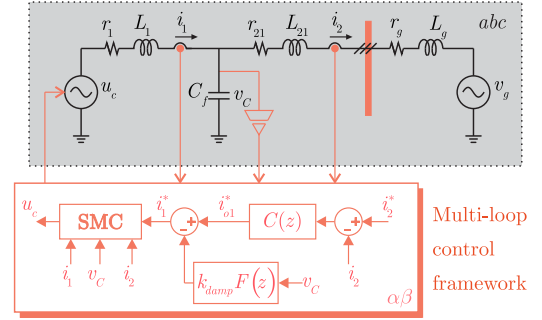 r1 L1 i1 r21 L21 i2 rg Lg abc
uc Cf vC vg
uc SMC i1* io1* C(z) i2*
i1 vC i2 kdamp F(z) vC i2
αβ
Multi-loop
control
framework